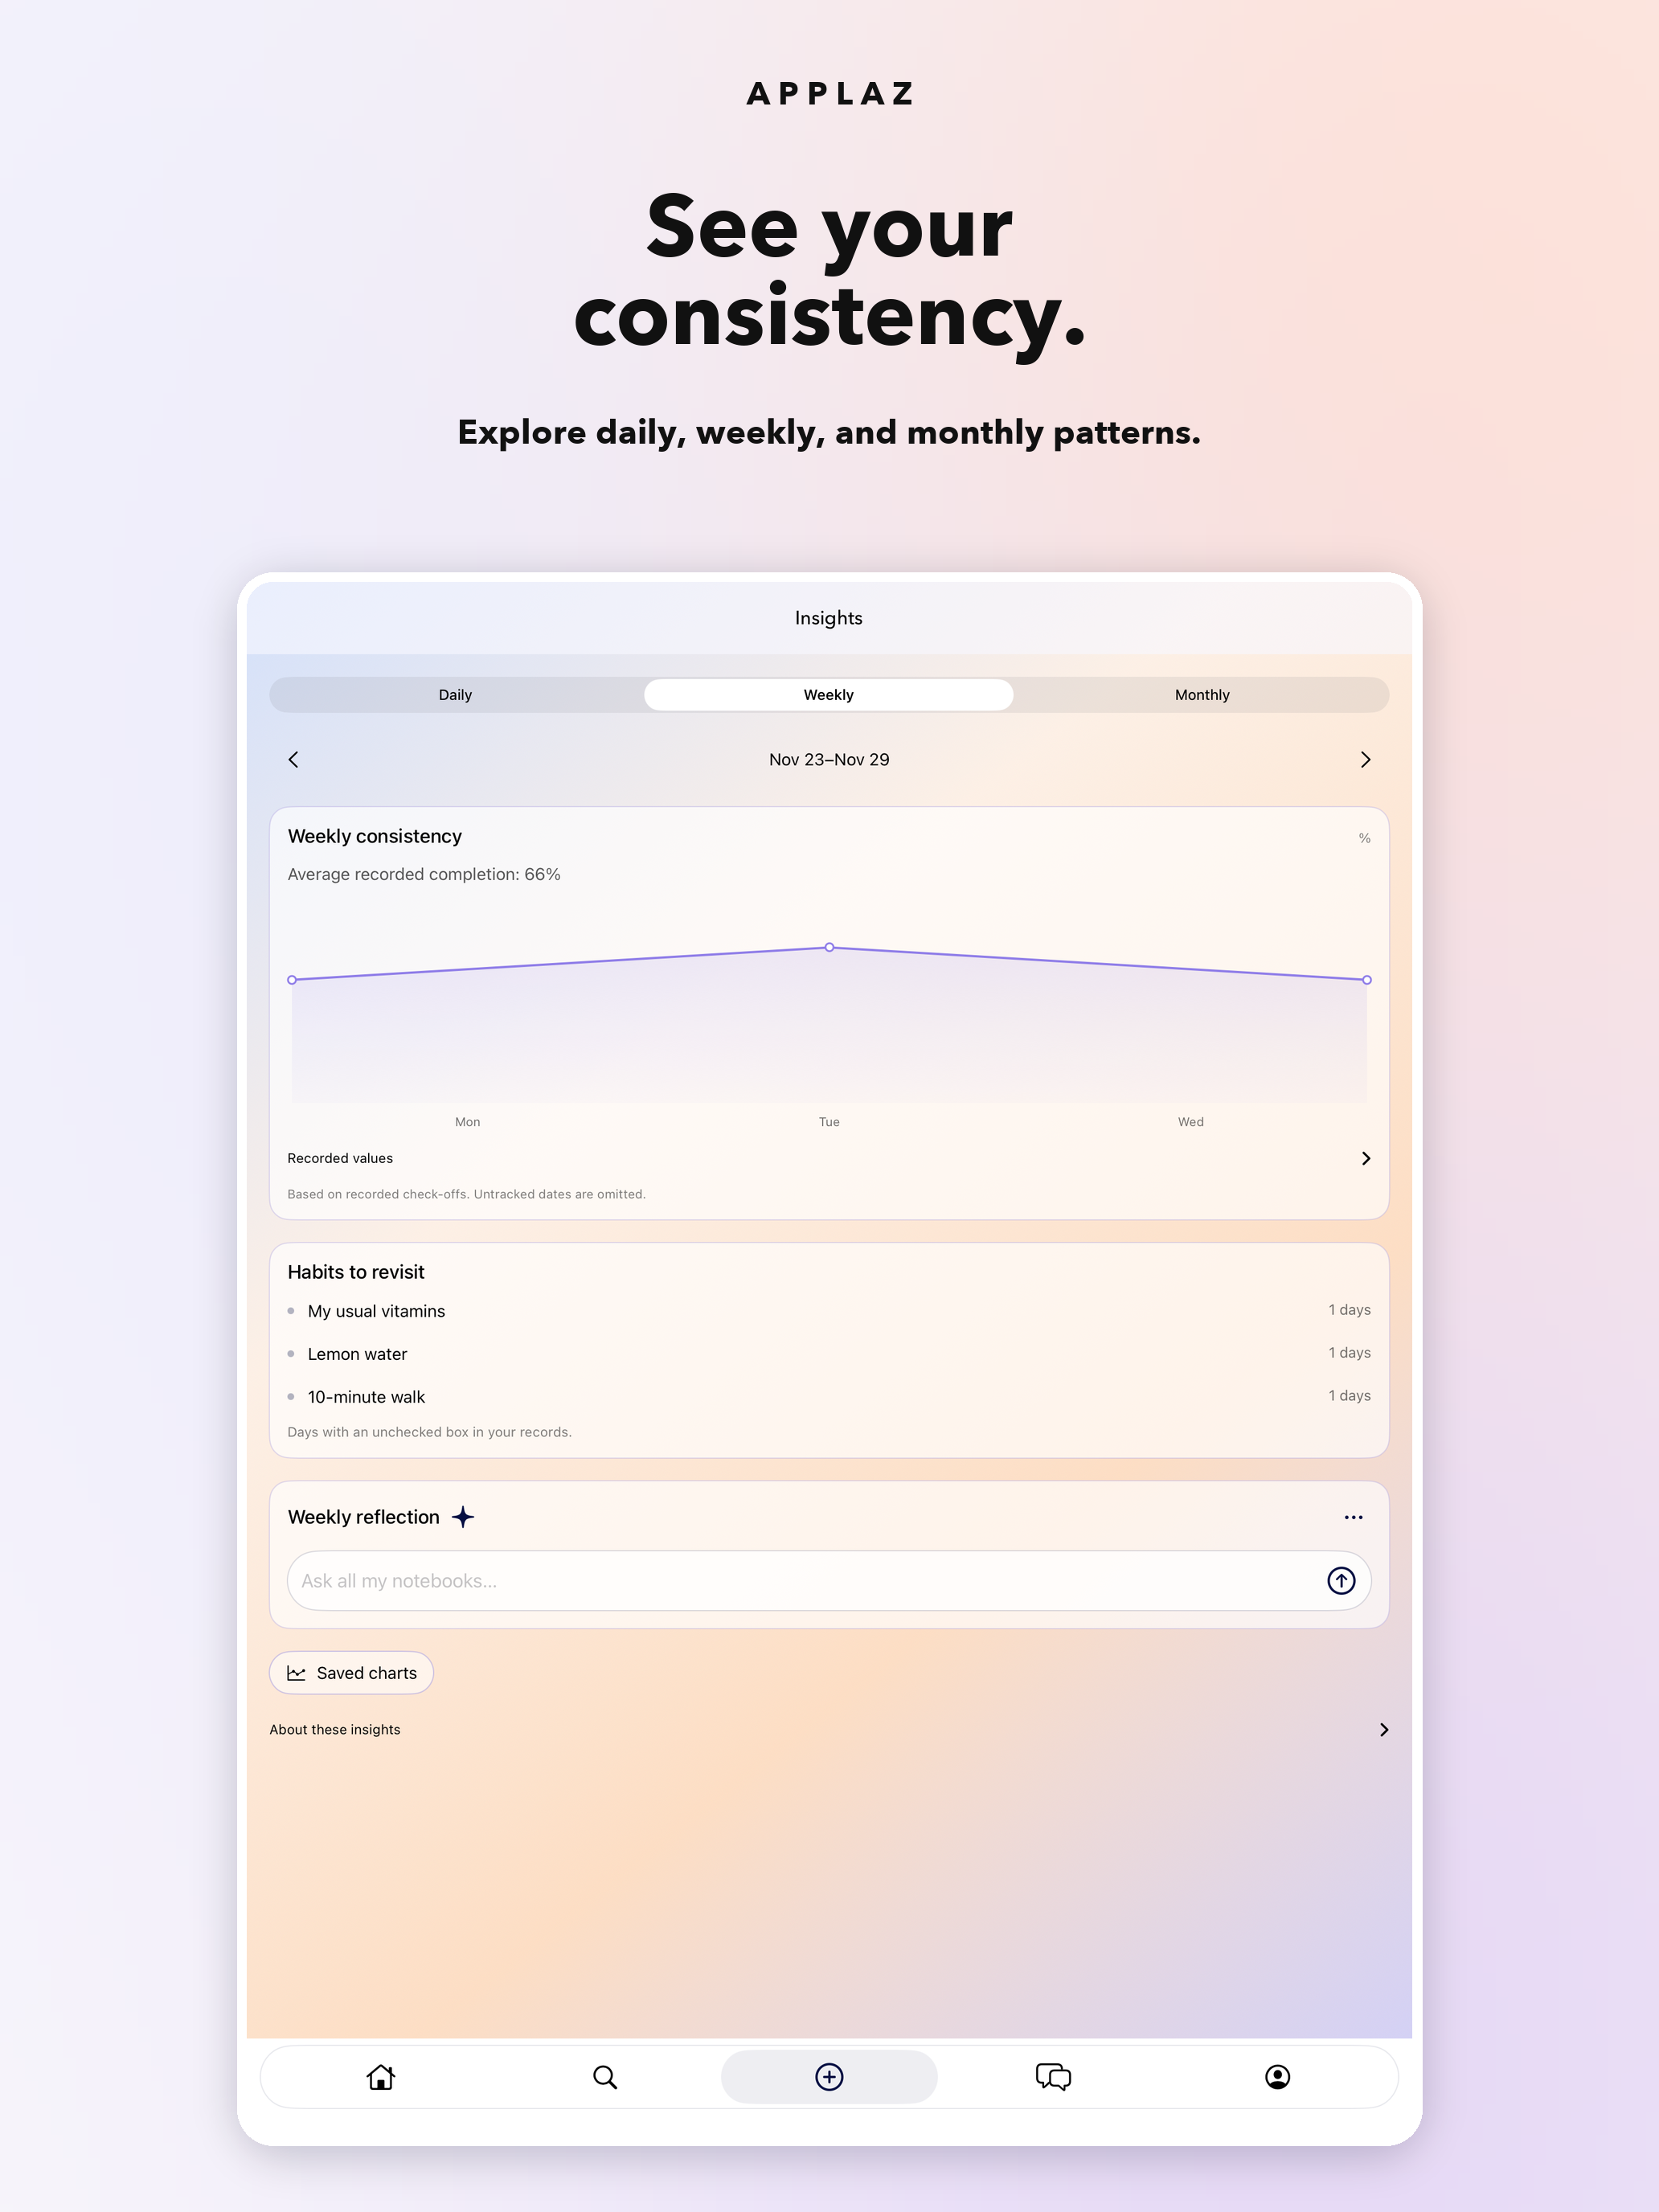 APPLAZ
See your
consistency.
Explore daily, weekly, and monthly patterns.
Insights
Daily Weekly Monthly
Nov 23–Nov 29
Weekly consistency %
Average recorded completion: 66%
Mon Tue Wed
Recorded values
Based on recorded check-offs. Untracked dates are omitted.
Habits to revisit
My usual vitamins 1 days
Lemon water 1 days
10-minute walk 1 days
Days with an unchecked box in your records.
Weekly reflection
Ask all my notebooks...
Saved charts
About these insights